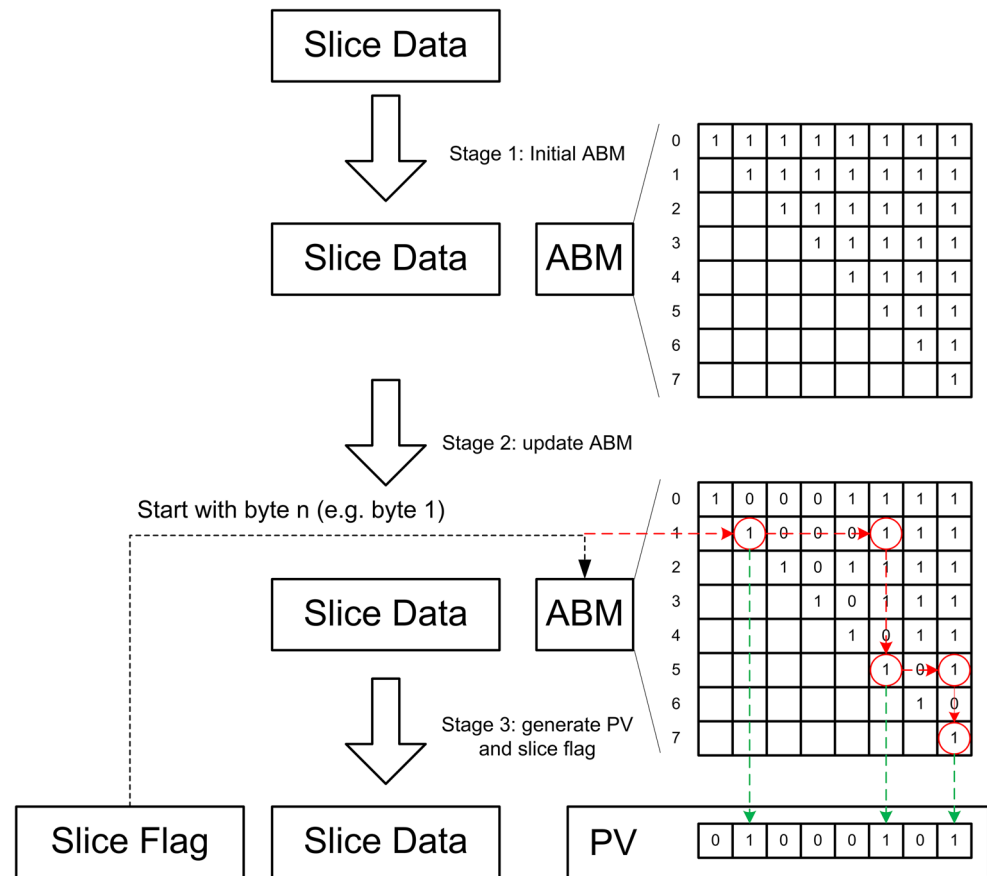 Slice Data
Stage 1: Initial ABM
Slice Data
ABM
0 1 1 1 1 1 1 1 1
1 1 1 1 1 1 1 1
2 1 1 1 1 1 1
3 1 1 1 1 1
4 1 1 1 1
5 1 1 1
6 1 1
7 1
Stage 2: update ABM
Start with byte n (e.g. byte 1)
Slice Data
ABM
0 1 0 0 0 1 1 1 1
1 1 0 0 0 1 1 1
2 1 0 1 1 1 1
3 1 0 1 1 1
4 1 0 1 1
5 1 0 1
6 1 0
7 1
Stage 3: generate PV
and slice flag
Slice Flag
Slice Data
PV
0 1 0 0 0 1 0 1